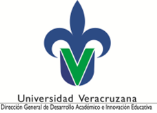 Universidad Veracruzana
Dirección General de Desarrollo Académico e Innovación Educativa